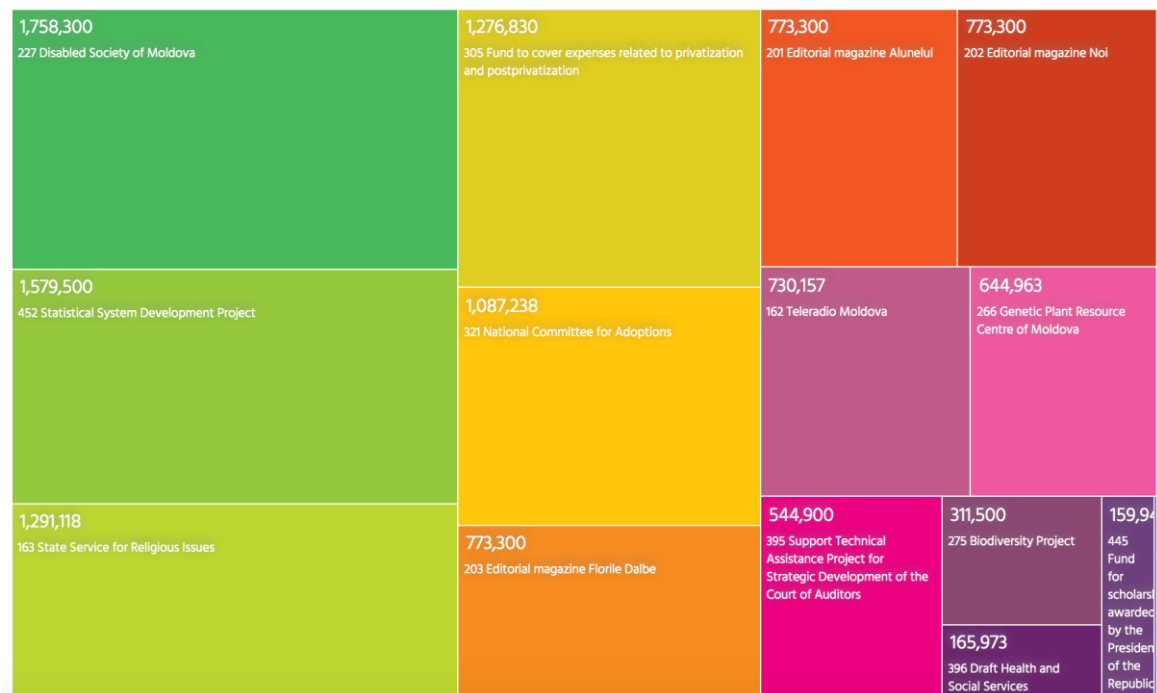 1,758,300
227 Disabled Society of Moldova
1,579,500
452 Statistical System Development Project
1,291,118
163 State Service for Religious Issues
1,276,830
305 Fund to cover expenses related to privatization
and postprivatization
1,087,238
321 National Committee for Adoptions
773,300
203 Editorial magazine Florile Dalbe
773,300
201 Editorial magazine Alunelul
773,300
202 Editorial magazine Noi
730,157
162 Teleradio Moldova
644,963
266 Genetic Plant Resource
Centre of Moldova
544,900
395 Support Technical
Assistance Project for
Strategic Development of the
Court of Auditors
311,500
275 Biodiversity Project
165,973
396 Draft Health and
Social Services
445
Fund
for
awarded
by the
of the